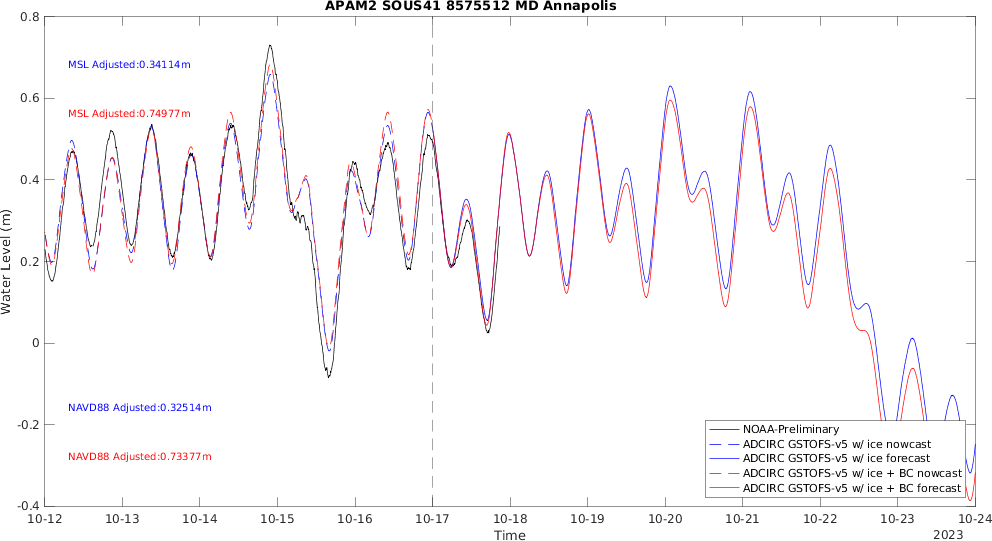 APAM2 SOUS41 8575512 MD Annapolis
0.8
0.6
0.4
0.2
0
-0.2
-0.4
Water Level (m)
MSL Adjusted:0.34114m
MSL Adjusted:0.74977m
NAVD88 Adjusted:0.32514m
NAVD88 Adjusted:0.73377m
NOAA-Preliminary
ADCIRC GSTOFS-v5 w/ ice nowcast
ADCIRC GSTOFS-v5 w/ ice forecast
ADCIRC GSTOFS-v5 w/ ice + BC nowcast
ADCIRC GSTOFS-v5 w/ ice + BC forecast
10-12 10-13 10-14 10-15 10-16 10-17 10-18 10-19 10-20 10-21 10-22 10-23 10-24
Time
2023